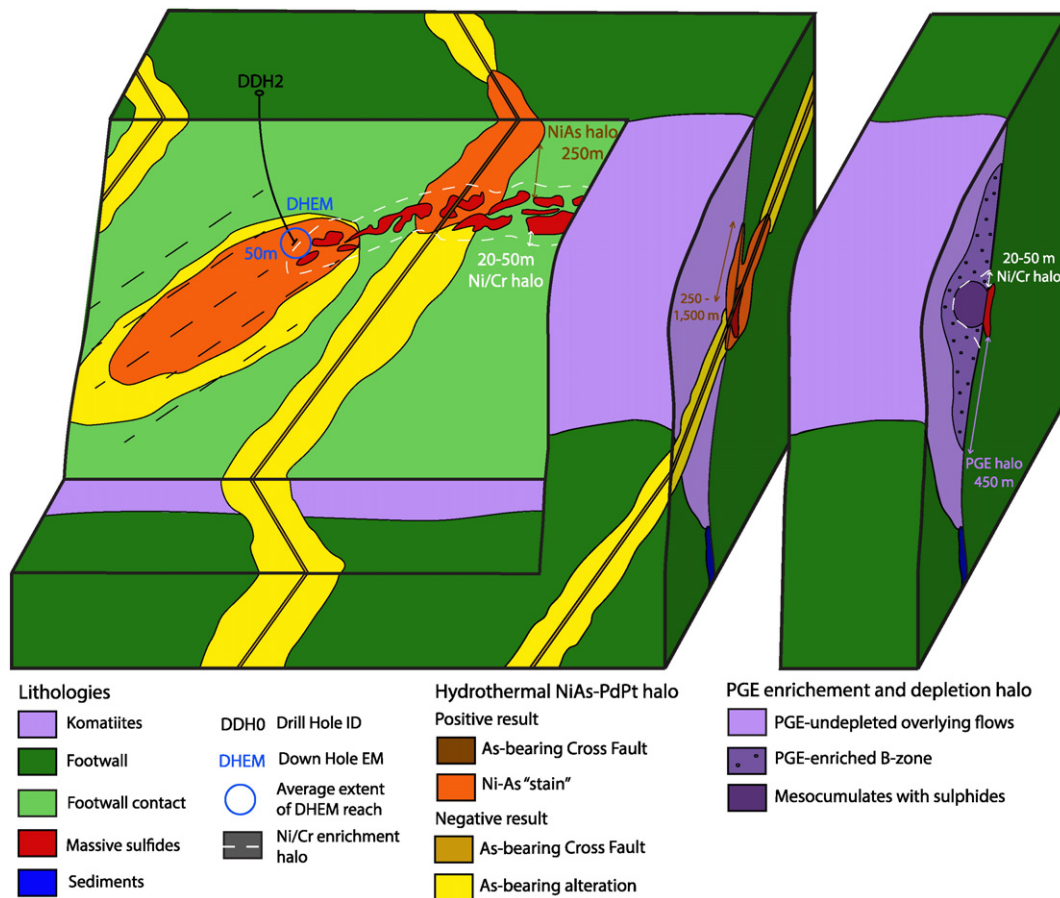 DDH2
NiAs halo
250m
DHEM
50m
20-50m
Ni/Cr halo
250 -
1,500 m
20-50 m
Ni/Cr halo
PGE halo
450 m
Lithologies
Komatiites
Footwall
Footwall contact
Massive sulfides
Sediments
DDH0 Drill Hole ID
DHEM Down Hole EM
Average extent
of DHEM reach
Ni/Cr enrichment
halo
Hydrothermal NiAs-PdPt halo
Positive result
As-bearing Cross Fault
Ni-As “stain”
Negative result
As-bearing Cross Fault
As-bearing alteration
PGE enrichement and depletion halo
PGE-undepleted overlying flows
PGE-enriched B-zone
Mesocumulates with sulphides